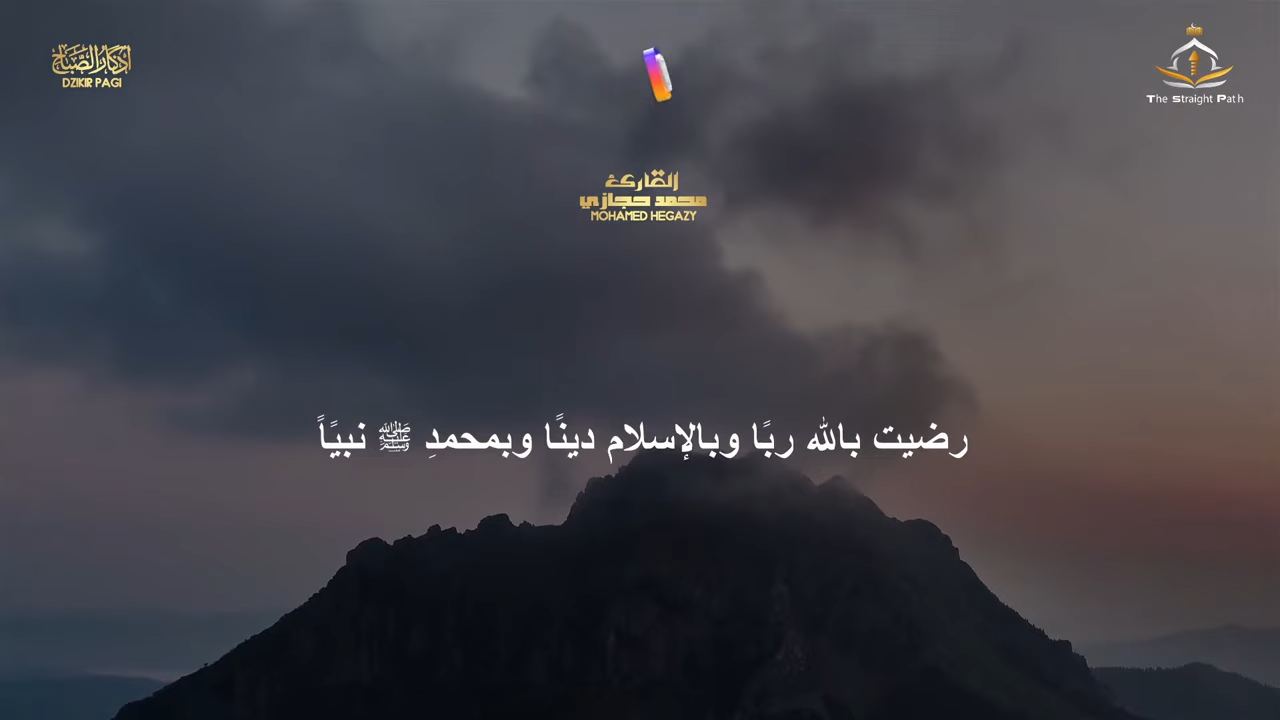 أذكار الصباح
DZIKIR PAGI
The Straight Path
القارئ
محمد حجازي
MOHAMED HEGAZY
رضيت بالله ربًا وبالإسلام دينًا وبمحمدِ ﷺ نبيًاً